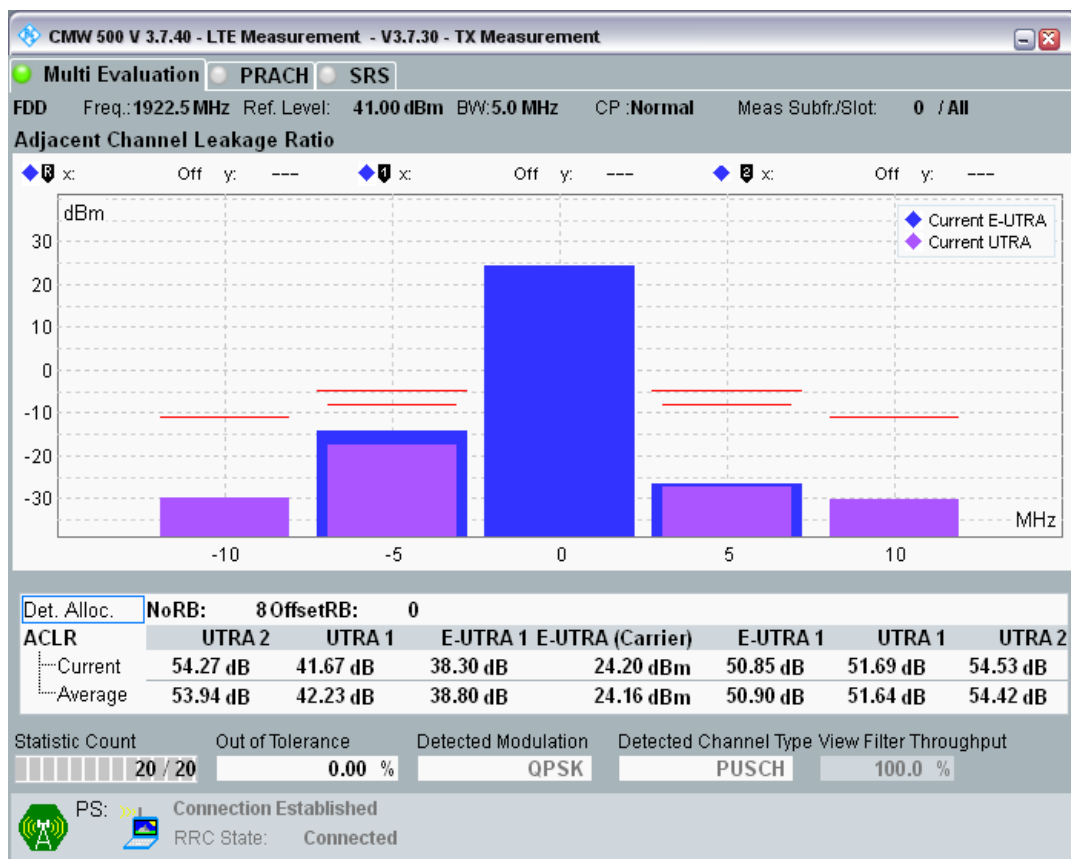 CMW 500 V 3.7.40 - LTE Measurement - V3.7.30 - TX Measurement
Multi Evaluation PRACH SRS
FDD Freq.: 1922.5 MHz Ref. Level: 41.00 dBm BW: 5.0 MHz CP : Normal Meas Subfr./Slot: 0 / All
Adjacent Channel Leakage Ratio
R x: Off y: --- 1 x: Off y: --- 2 x: Off y: ---
dBm
Current E-UTRA
Current UTRA
30
20
10
0
-10
-20
-30
MHz
-10 -5 0 5 10
Det. Alloc. NoRB: 8 OffsetRB: 0
ACLR UTRA 2 UTRA 1 E-UTRA 1 E-UTRA (Carrier) E-UTRA 1 UTRA 1 UTRA 2
Current 54.27 dB 41.67 dB 38.30 dB 24.20 dBm 50.85 dB 51.69 dB 54.53 dB
Average 53.94 dB 42.23 dB 38.80 dB 24.16 dBm 50.90 dB 51.64 dB 54.42 dB
Statistic Count Out of Tolerance Detected Modulation Detected Channel Type View Filter Throughput
20 / 20 0.00 % QPSK PUSCH 100.0 %
PS: Connection Established
RRC State: Connected